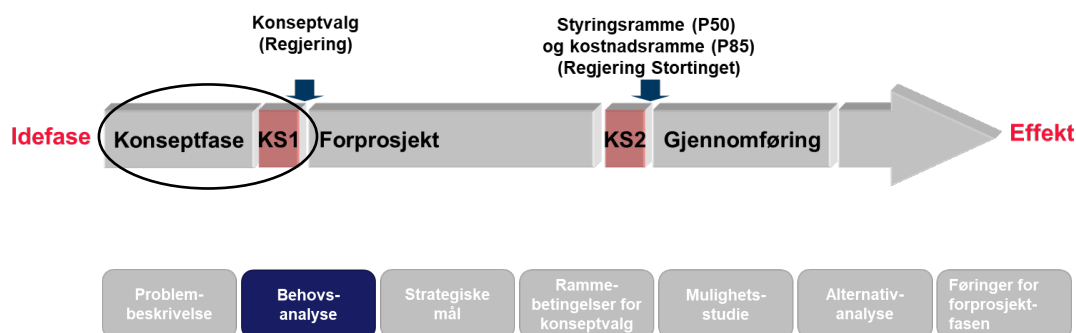 Konseptvalg
(Regjering)
Styringsramme (P50)
og kostnadsramme (P85)
(Regjering Stortinget)
Idefase
Konseptfase
KS1
Forprosjekt
KS2
Gjennomføring
Effekt
Problem-
beskrivelse
Behovs-
analyse
Strategiske
mål
Ramme-
betingelser for
konseptvalg
Mulighets-
studie
Alternativ-
analyse
Føringer for
forprosjekt-
fasen